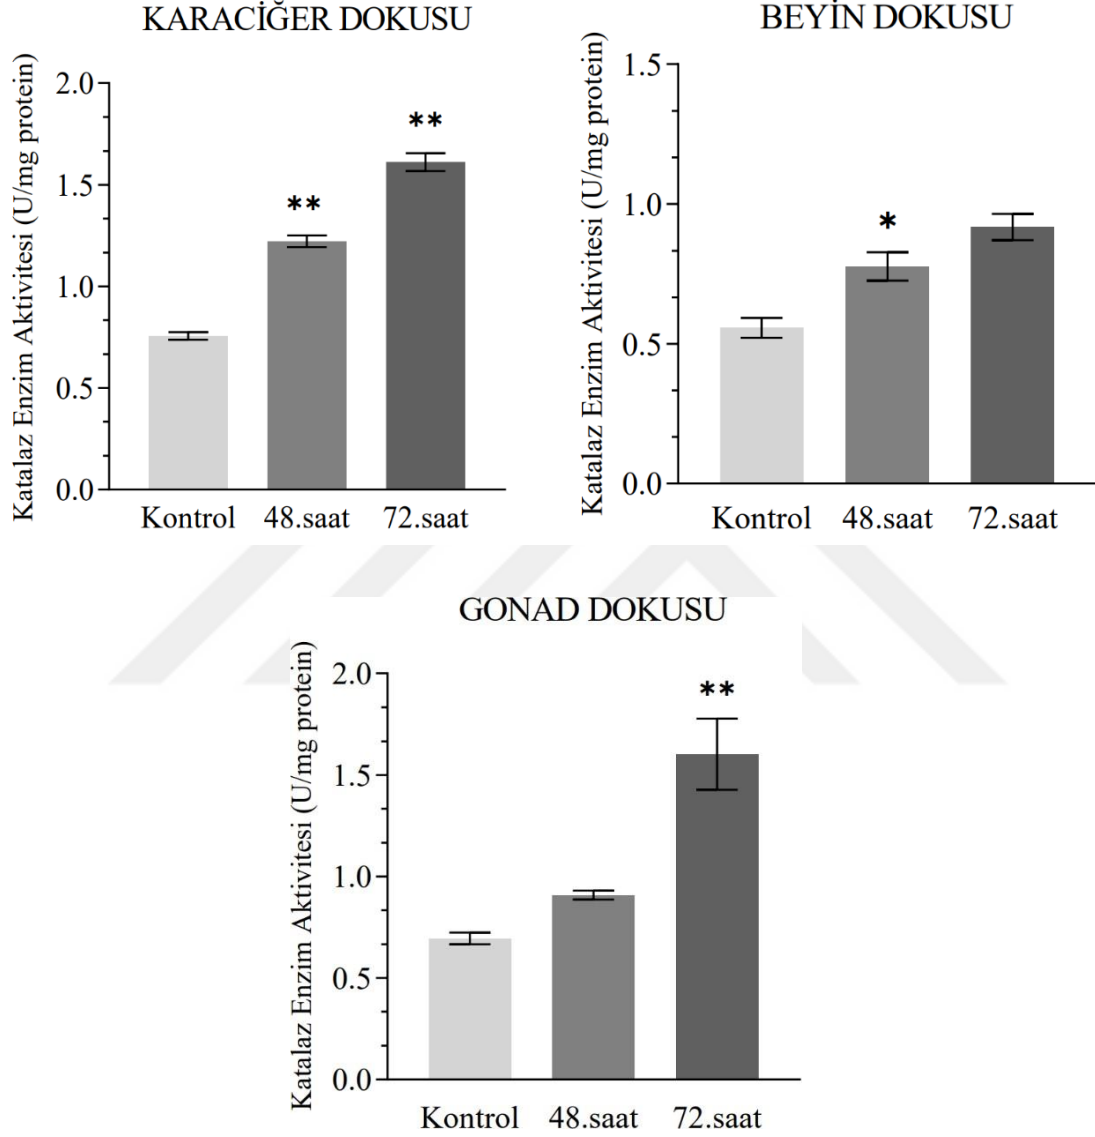 KARACİĞER DOKUSU
Katalaz Enzim Aktivitesi (U/mg protein)
2.0
1.5
1.0
0.5
0.0
**
**
Kontrol 48.saat 72.saat
BEYİN DOKUSU
Katalaz Enzim Aktivitesi (U/mg protein)
1.5
1.0
0.5
0.0
*
Kontrol 48.saat 72.saat
GONAD DOKUSU
Katalaz Enzim Aktivitesi (U/mg protein)
2.0
1.5
1.0
0.5
0.0
**
Kontrol 48.saat 72.saat